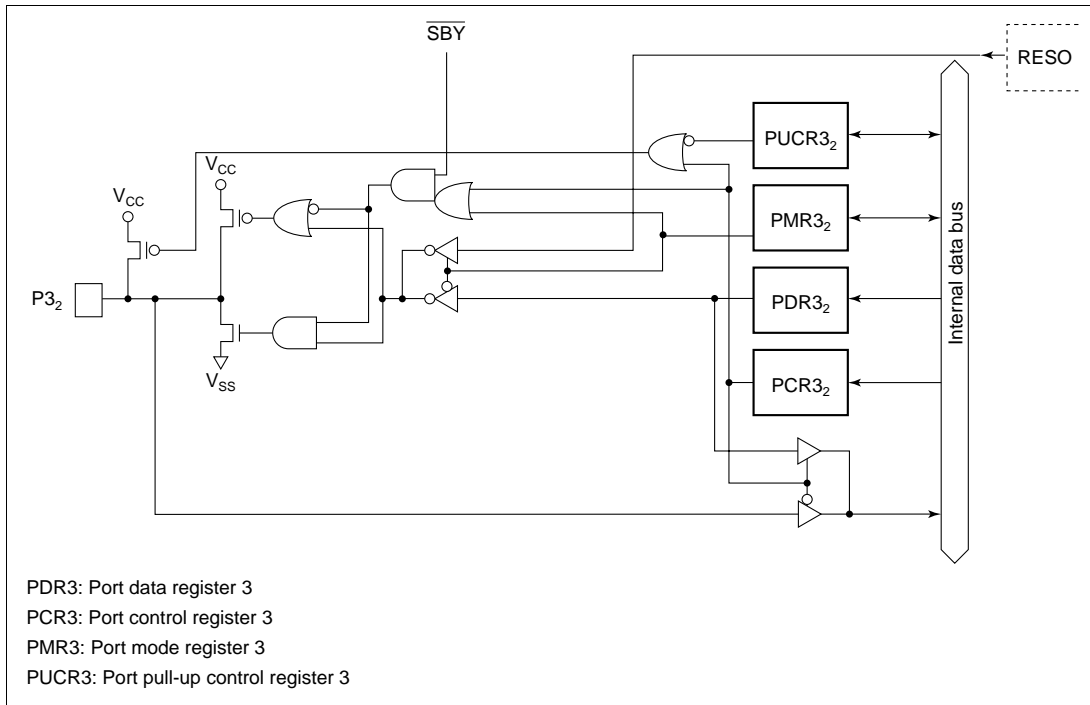 SBY
RESO
PUCR3₂
V_CC
V_CC
PMR3₂
P3₂
PDR3₂
V_SS
PCR3₂
Internal data bus
PDR3: Port data register 3
PCR3: Port control register 3
PMR3: Port mode register 3
PUCR3: Port pull-up control register 3